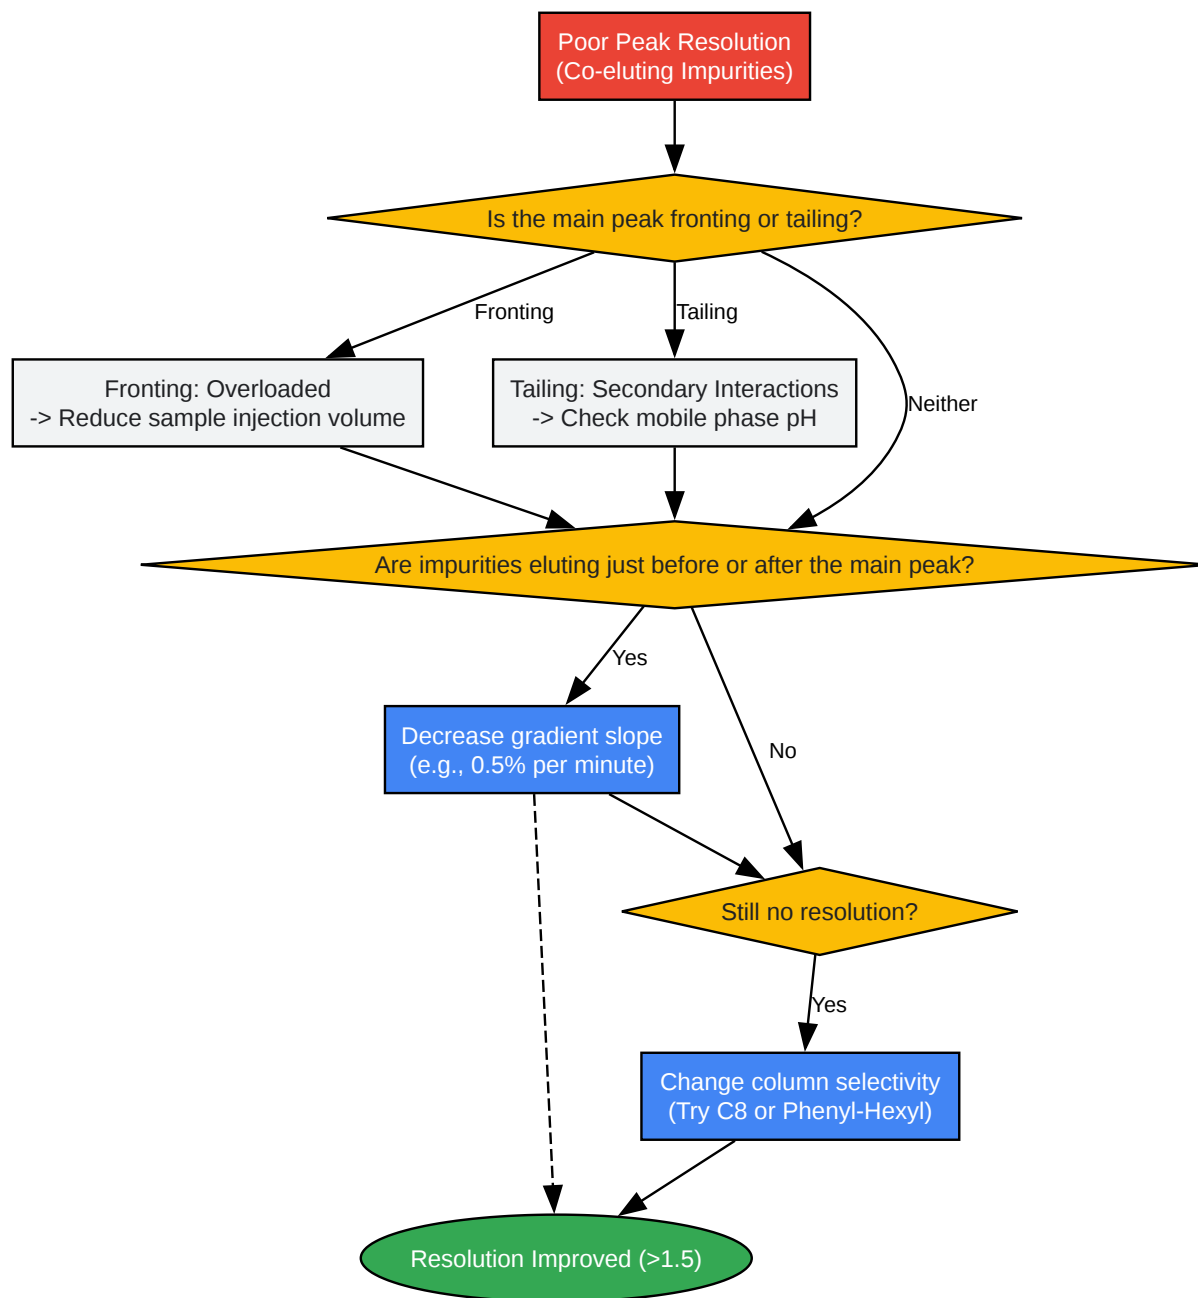 Poor Peak Resolution
(Co-eluting Impurities)
Is the main peak fronting or tailing?
Fronting
Tailing
Fronting: Overloaded
-> Reduce sample injection volume
Tailing: Secondary Interactions
-> Check mobile phase pH
Neither
Are impurities eluting just before or after the main peak?
Yes
Decrease gradient slope
(e.g., 0.5% per minute)
No
Still no resolution?
Yes
Change column selectivity
(Try C8 or Phenyl-Hexyl)
Resolution Improved (>1.5)